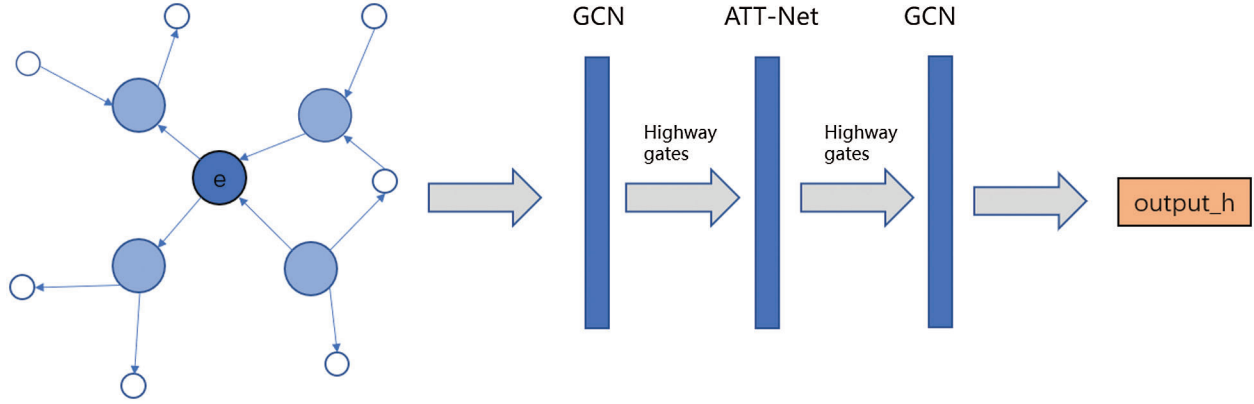 GCN
ATT-Net
GCN
Highway
gates
Highway
gates
e
output_h